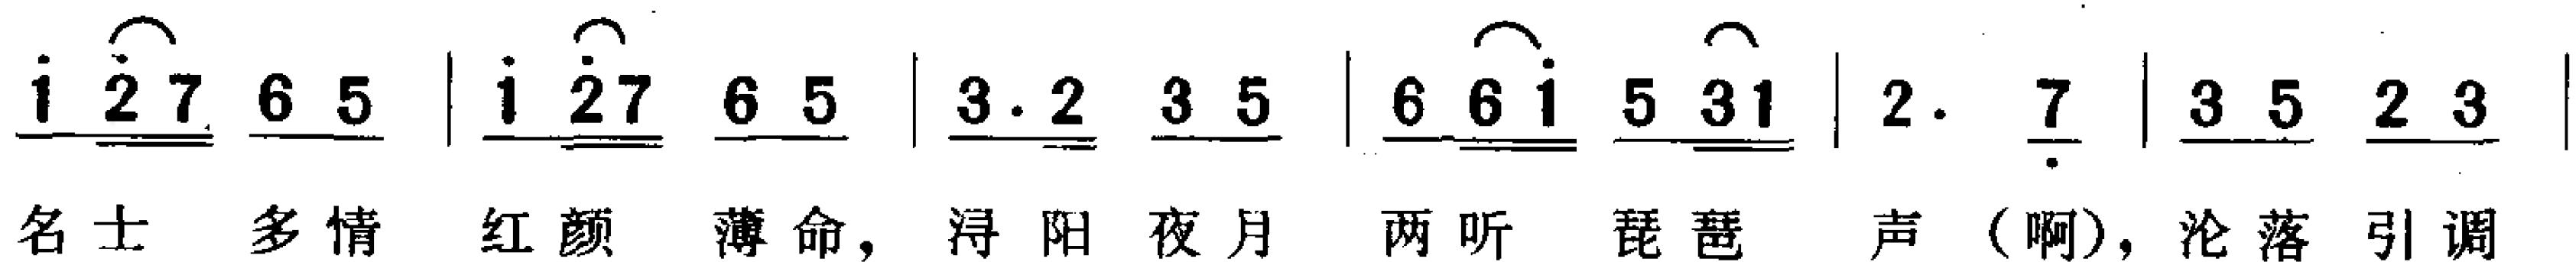 i 2 7 6 5 | i 2 7 6 5 | 3 . 2 3 5 | 6 6 i 5 3 1 | 2 . 7 | 3 5 2 3 |
名士 多情 红颜 薄命，浔阳夜月 两听 琵琶 声（啊），沦落引调